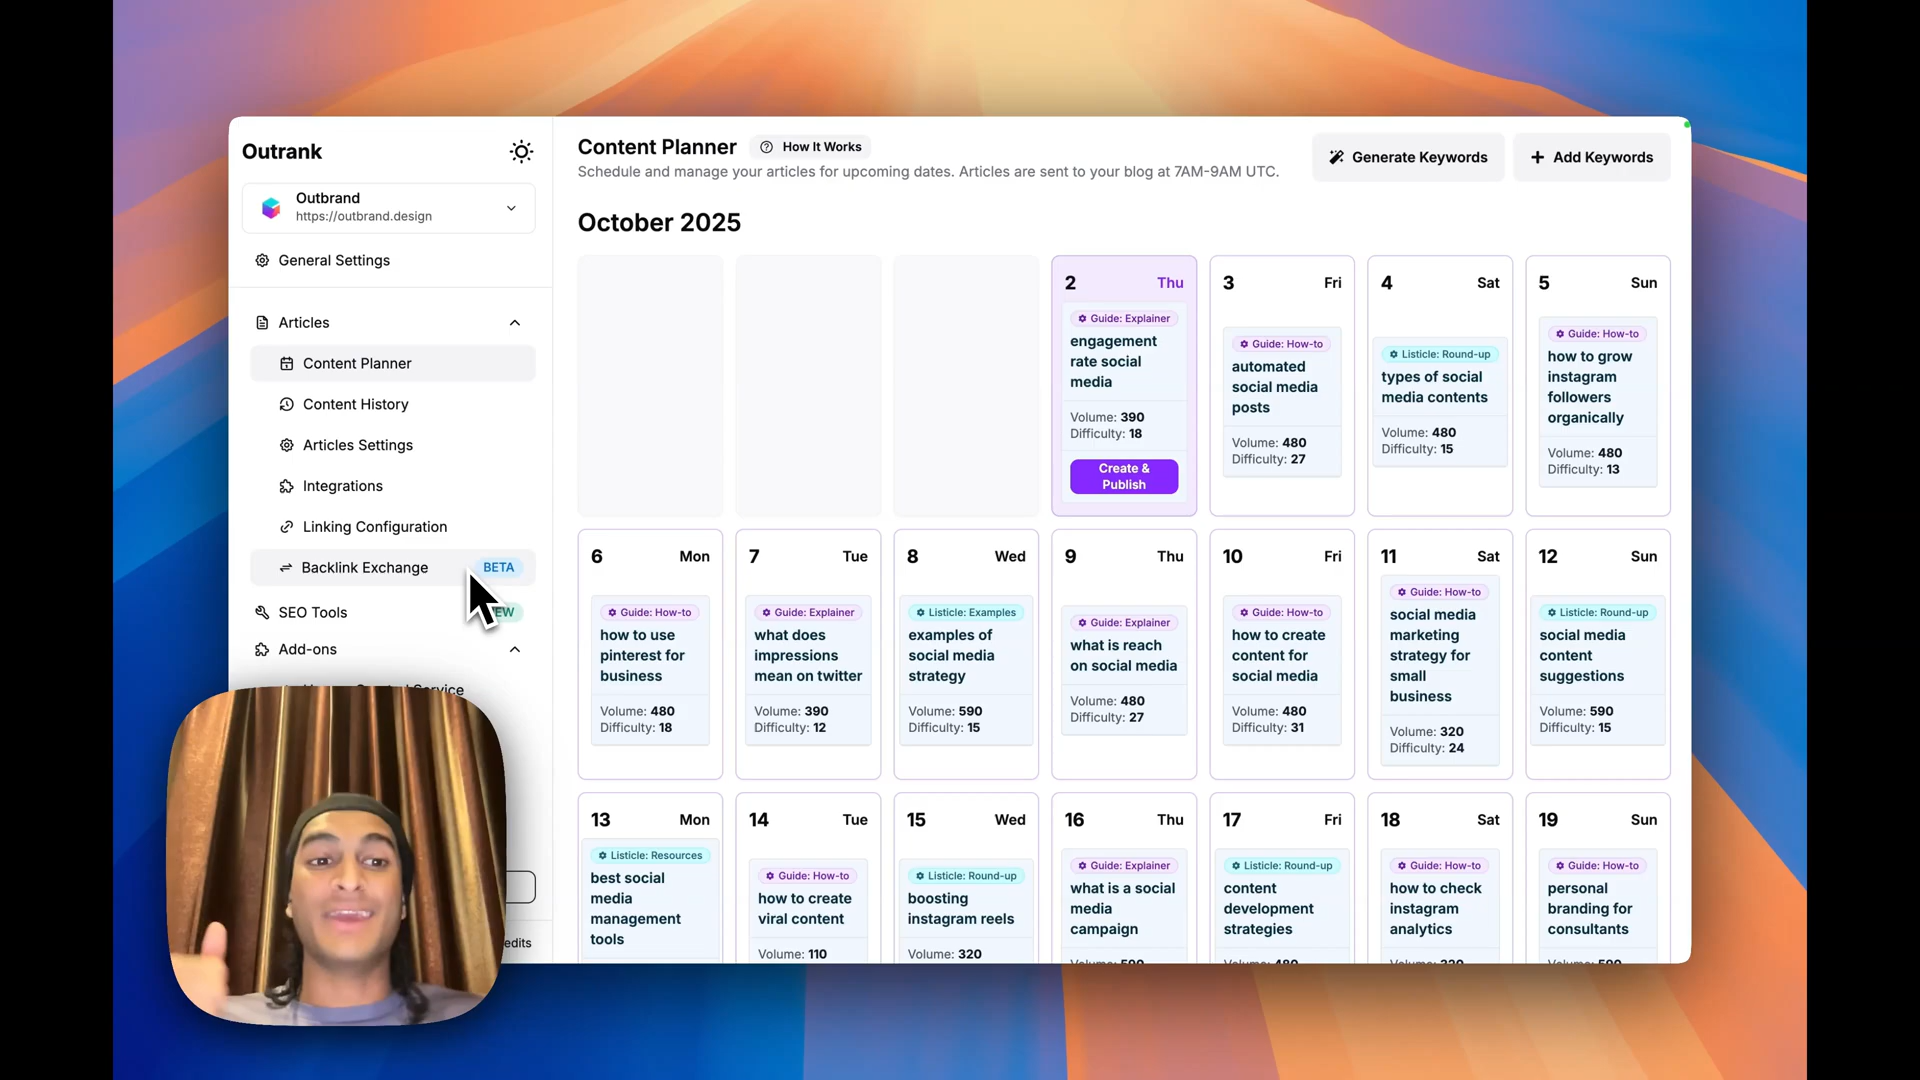 Outrank
Outbrand
https://outbrand.design
General Settings
Articles
Content Planner
Content History
Articles Settings
Integrations
Linking Configuration
Backlink Exchange BETA
SEO Tools
Add-ons
Service
edits
Content Planner How It Works
Schedule and manage your articles for upcoming dates. Articles are sent to your blog at 7AM-9AM UTC.
Generate Keywords
Add Keywords
October 2025
2 Thu
Guide: Explainer
engagement
rate social
media
Volume: 390
Difficulty: 18
Create &
Publish
3 Fri
Guide: How-to
automated
social media
posts
Volume: 480
Difficulty: 27
4 Sat
Listicle: Round-up
types of social
media contents
Volume: 480
Difficulty: 15
5 Sun
Guide: How-to
how to grow
instagram
followers
organically
Volume: 480
Difficulty: 13
6 Mon
Guide: How-to
how to use
pinterest for
business
Volume: 480
Difficulty: 18
7 Tue
Guide: Explainer
what does
impressions
mean on twitter
Volume: 390
Difficulty: 12
8 Wed
Listicle: Examples
examples of
social media
strategy
Volume: 590
Difficulty: 15
9 Thu
Guide: Explainer
what is reach
on social media
Volume: 480
Difficulty: 27
10 Fri
Guide: How-to
how to create
content for
social media
Volume: 480
Difficulty: 31
11 Sat
Guide: How-to
social media
marketing
strategy for
small
business
Volume: 320
Difficulty: 24
12 Sun
Listicle: Round-up
social media
content
suggestions
Volume: 590
Difficulty: 15
13 Mon
Listicle: Resources
best social
media
management
tools
14 Tue
Guide: How-to
how to create
viral content
Volume: 110
15 Wed
Listicle: Round-up
boosting
instagram reels
Volume: 320
16 Thu
Guide: Explainer
what is a social
media
campaign
Volume: 590
17 Fri
Listicle: Round-up
content
development
strategies
Volume: 480
18 Sat
Guide: How-to
how to check
instagram
analytics
Volume: 320
19 Sun
Guide: How-to
personal
branding for
consultants
Volume: 590